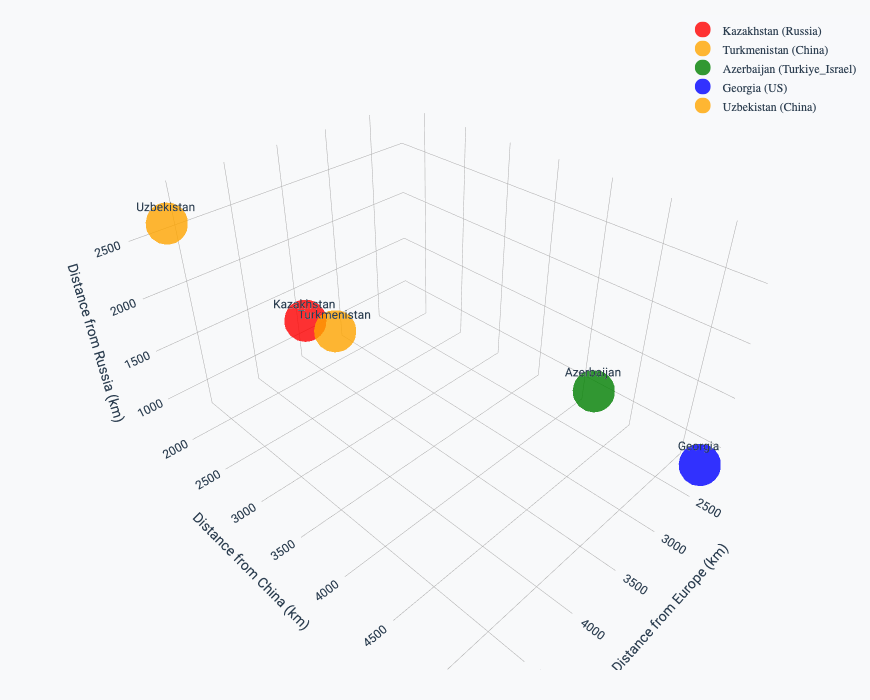 Kazakhstan (Russia)
Turkmenistan (China)
Azerbaijan (Turkiye_Israel)
Georgia (US)
Uzbekistan (China)
Uzbekistan
Kazakhstan
Turkmenistan
Azerbaijan
Georgia
2500
2000
1500
1000
Distance from Russia (km)
2000
2500
3000
3500
4000
4500
Distance from China (km)
2500
3000
3500
4000
Distance from Europe (km)